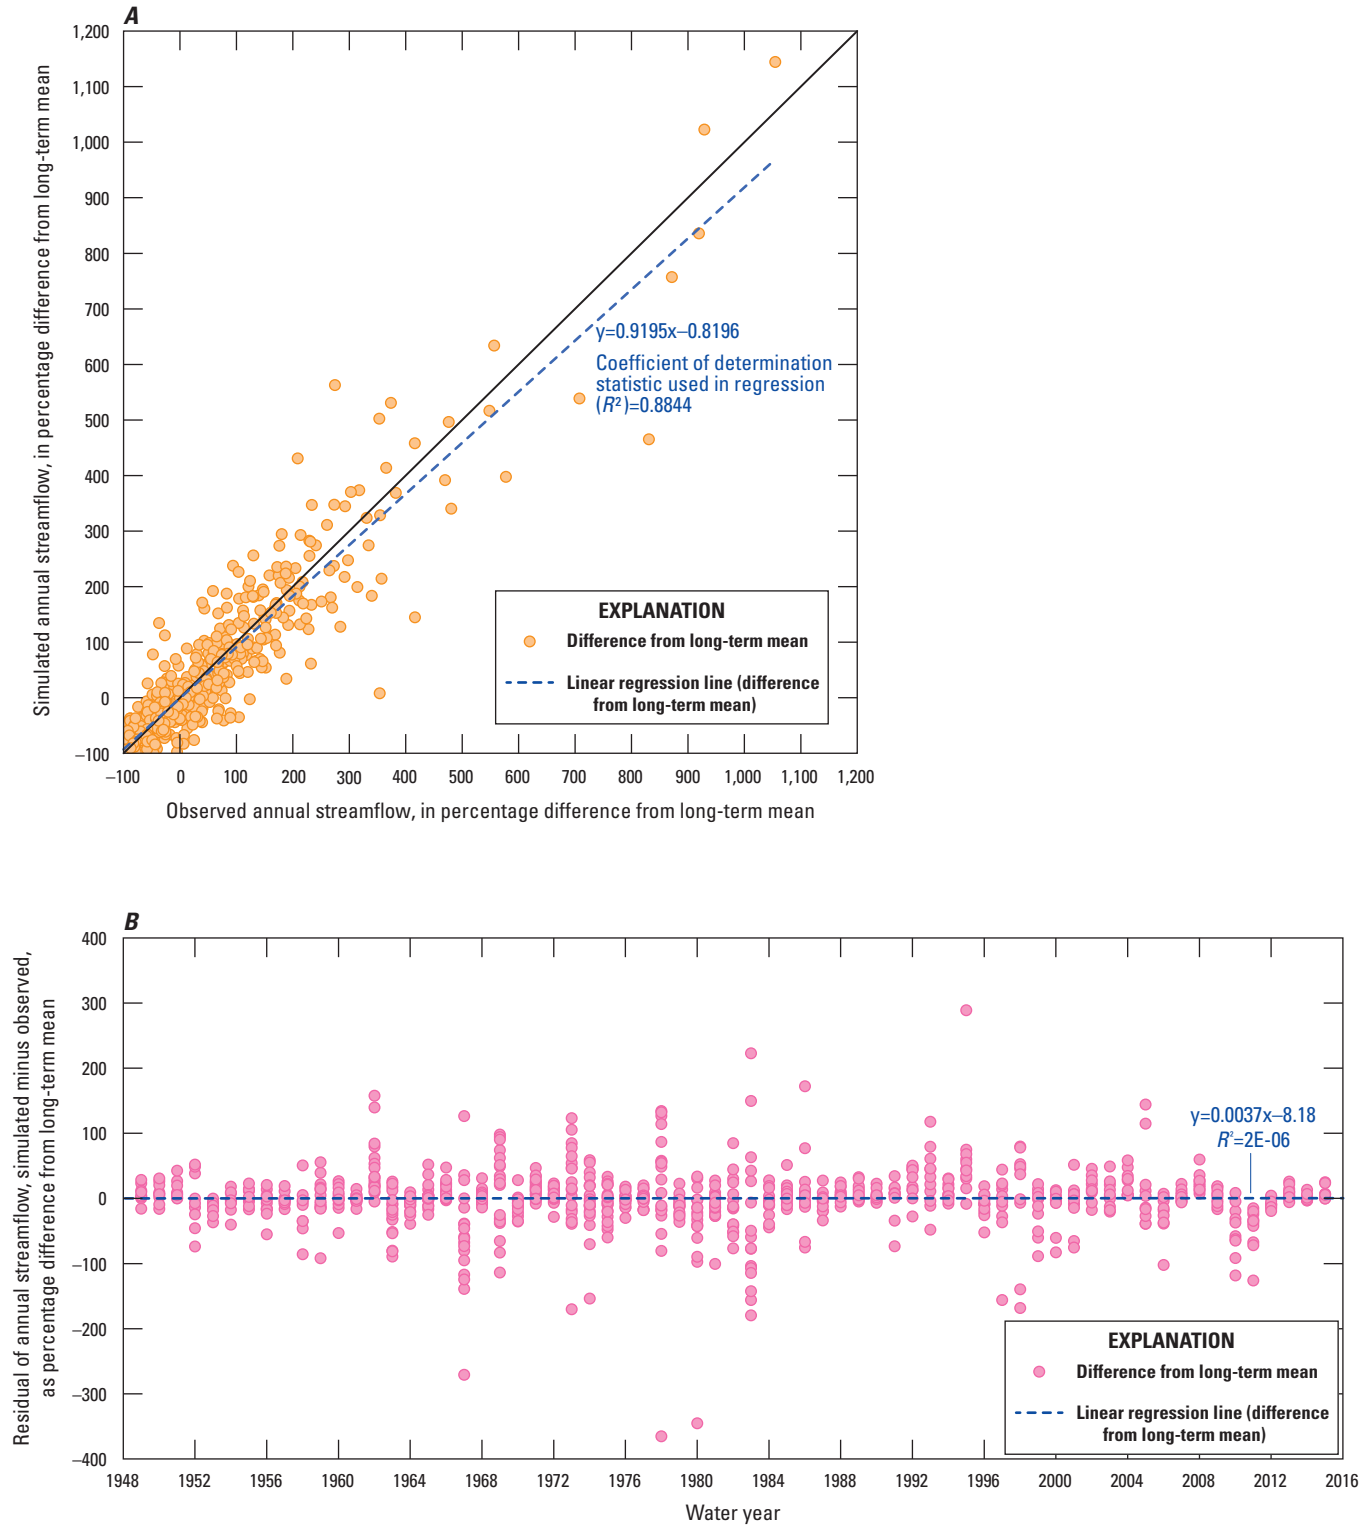 A
1,200
1,100
1,000
900
800
700
600
500
400
300
200
100
0
–100
Simulated annual streamflow, in percentage difference from long-term mean
y=0.9195x–0.8196
Coefficient of determination
statistic used in regression
(R²)=0.8844
EXPLANATION
Difference from long-term mean
Linear regression line (difference
from long-term mean)
–100 0 100 200 300 400 500 600 700 800 900 1,000 1,100 1,200
Observed annual streamflow, in percentage difference from long-term mean
B
400
300
200
100
0
–100
–200
–300
–400
Residual of annual streamflow, simulated minus observed,
as percentage difference from long-term mean
y=0.0037x–8.18
R²=2E-06
EXPLANATION
Difference from long-term mean
Linear regression line (difference
from long-term mean)
1948 1952 1956 1960 1964 1968 1972 1976 1980 1984 1988 1992 1996 2000 2004 2008 2012 2016
Water year